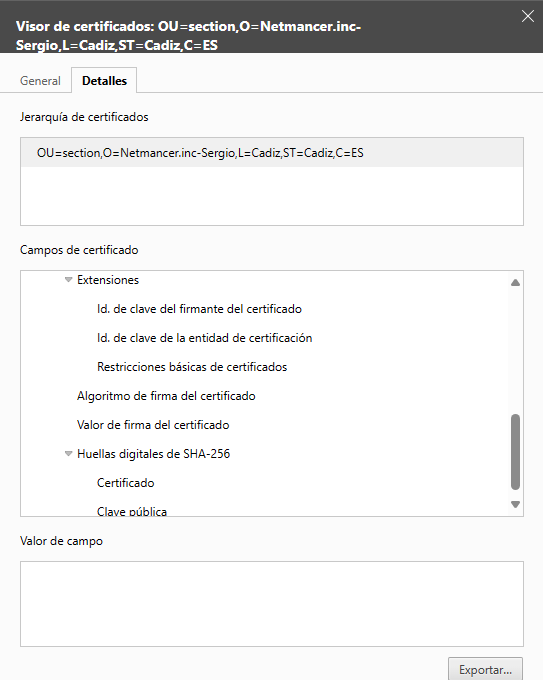 Visor de certificados: OU=section,O=Netmancer.inc-
Sergio,L=Cadiz,ST=Cadiz,C=ES
General
Detalles
Jerarquía de certificados
OU=section,O=Netmancer.inc-Sergio,L=Cadiz,ST=Cadiz,C=ES
Campos de certificado
Extensiones
Id. de clave del firmante del certificado
Id. de clave de la entidad de certificación
Restricciones básicas de certificados
Algoritmo de firma del certificado
Valor de firma del certificado
Huellas digitales de SHA-256
Certificado
Clave pública
Valor de campo
Exportar...